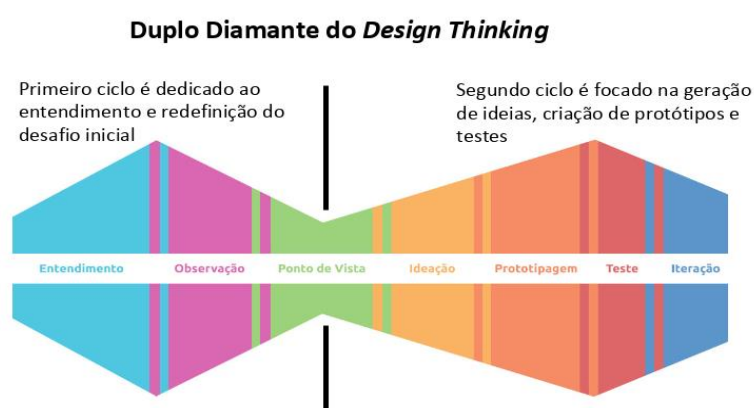 Duplo Diamante do Design Thinking
Primeiro ciclo é dedicado ao
entendimento e redefinição do
desafio inicial
Segundo ciclo é focado na geração
de ideias, criação de protótipos e
testes
Entendimento
Observação
Ponto de Vista
Ideação
Prototipagem
Teste
Iteração